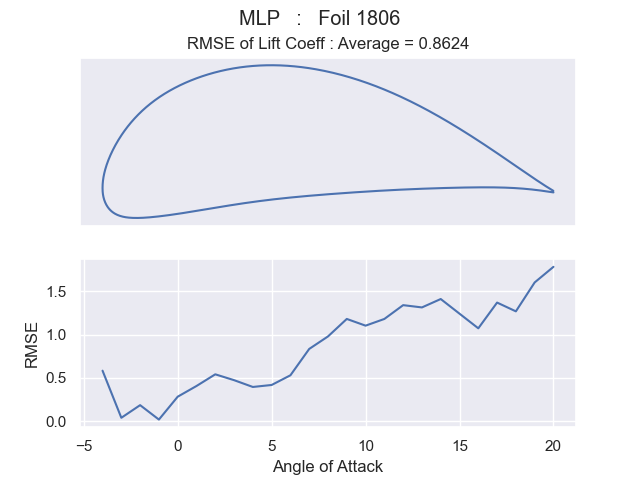 MLP : Foil 1806
RMSE of Lift Coeff : Average = 0.8624
1.5
1.0
0.5
0.0
RMSE
−5 0 5 10 15 20
Angle of Attack